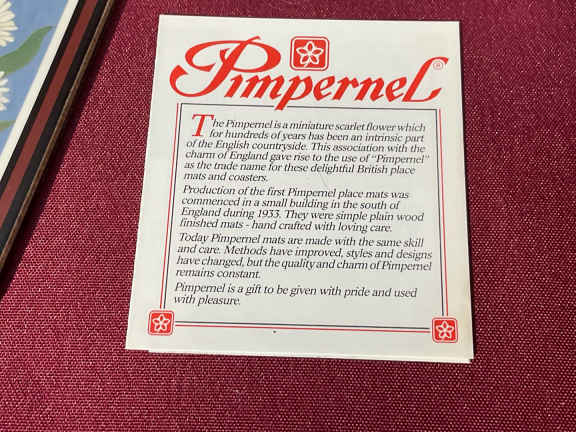 Pimpernel®
The Pimpernel is a miniature scarlet flower which
for hundreds of years has been an intrinsic part
of the English countryside. This association with the
charm of England gave rise to the use of "Pimpernel"
as the trade name for these delightful British place
mats and coasters.
Production of the first Pimpernel place mats was
commenced in a small building in the south of
England during 1933. They were simple plain wood
finished mats - hand crafted with loving care.
Today Pimpernel mats are made with the same skill
and care. Methods have improved, styles and designs
have changed, but the quality and charm of Pimpernel
remains constant.
Pimpernel is a gift to be given with pride and used
with pleasure.